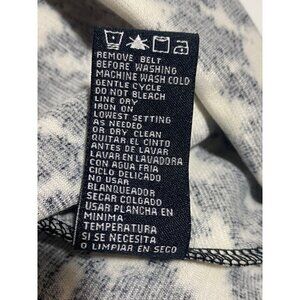 REMOVE BELT
BEFORE WASHING
MACHINE WASH COLD
GENTLE CYCLE
DO NOT BLEACH
LINE DRY
IRON ON
LOWEST SETTING
AS NEEDED
OR DRY CLEAN
QUITAR EL CINTO
ANTES DE LAVAR
LAVAR EN LAVADORA
CON AGUA FRIA
CICLO DELICADO
NO USAR
BLANQUEADOR
SECAR COLGADO
USAR PLANCHA EN
MINIMA
TEMPERATURA
SI SE NECESITA
O LIMPIAR EN SECO